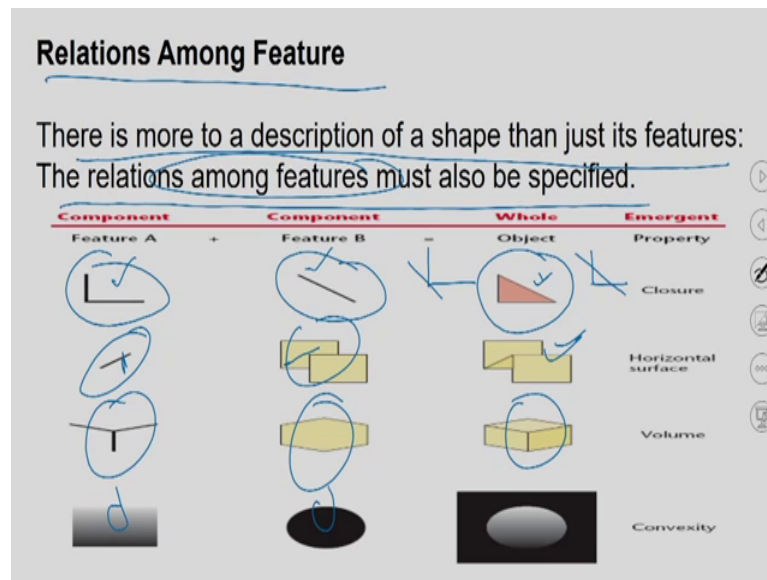 Relations Among Feature
There is more to a description of a shape than just its features:
The relations among features must also be specified.
Component Component Whole Emergent
Feature A + Feature B = Object Property
Closure
Horizontal
surface
Volume
Convexity